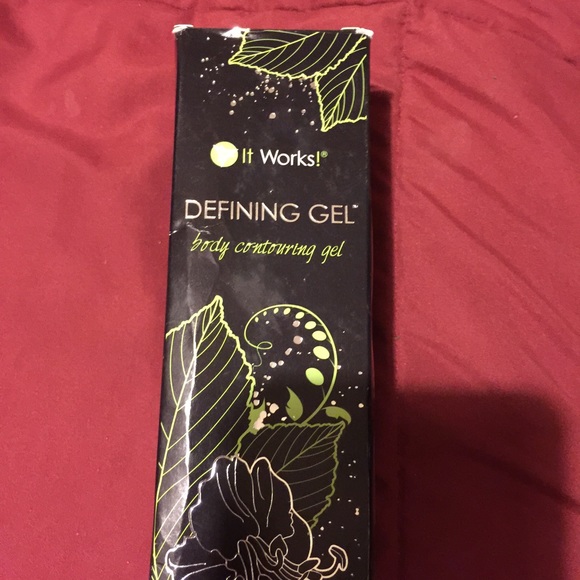 It Works!®
DEFINING GEL™
body contouring gel